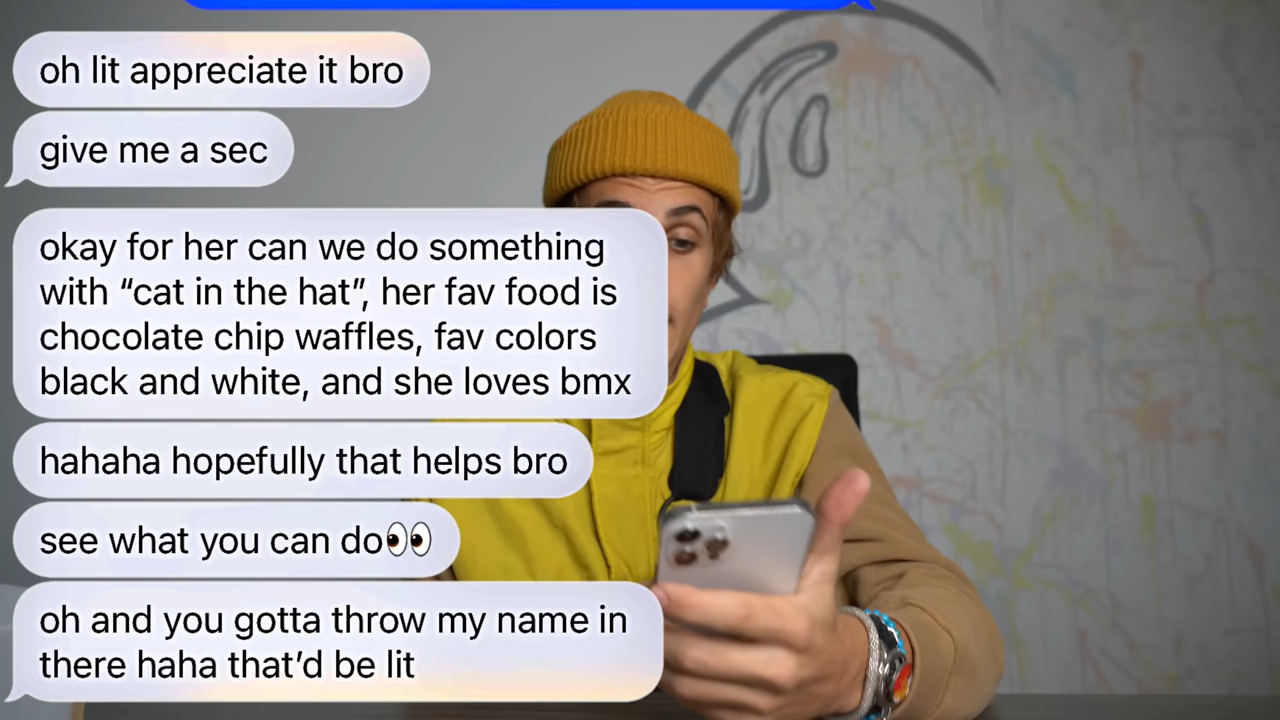 oh lit appreciate it bro
give me a sec
okay for her can we do something
with “cat in the hat”, her fav food is
chocolate chip waffles, fav colors
black and white, and she loves bmx
hahaha hopefully that helps bro
see what you can do👀
oh and you gotta throw my name in
there haha that’d be lit